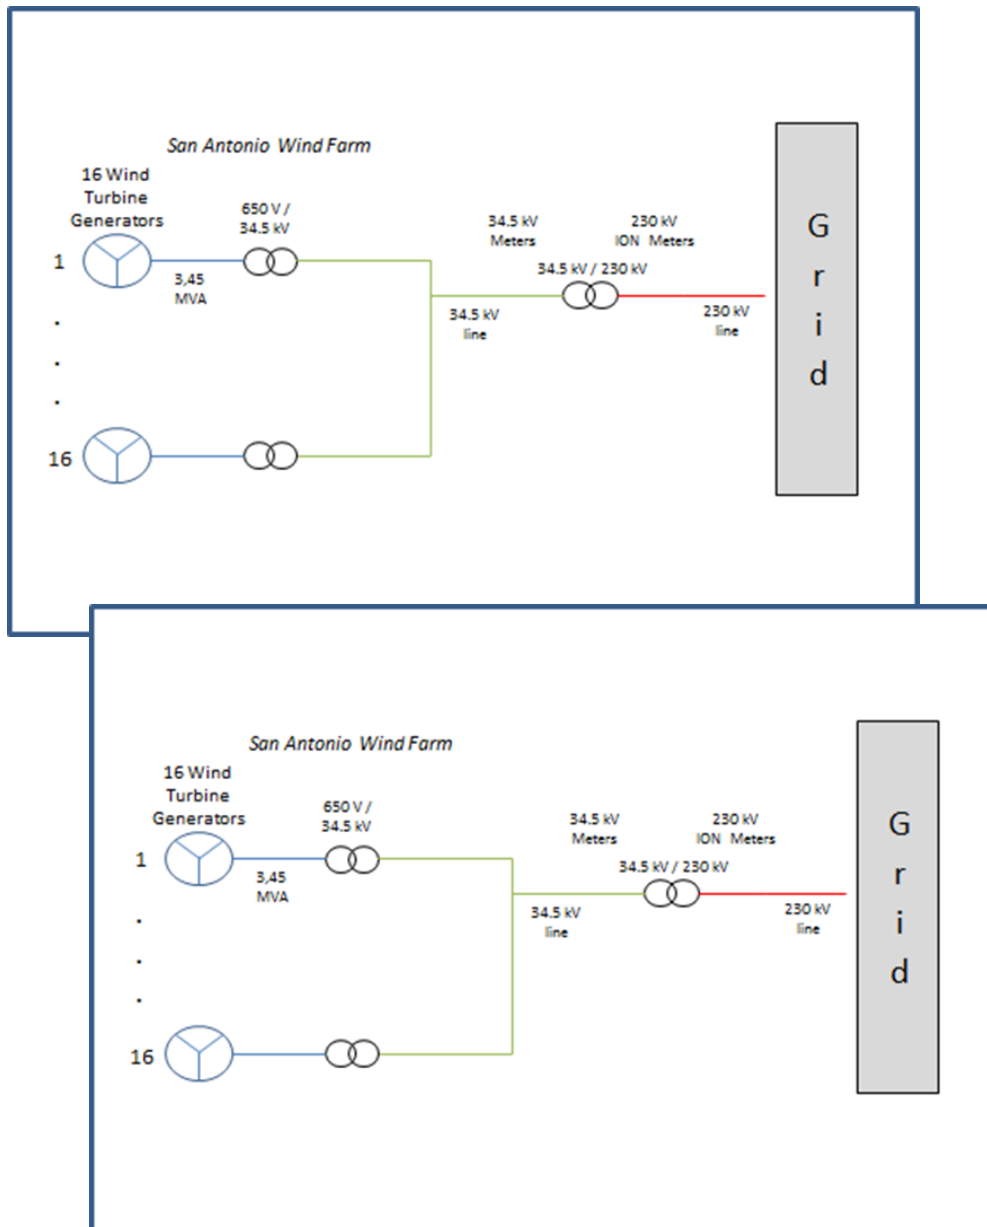 San Antonio Wind Farm
16 Wind
Turbine
Generators
650 V /
34.5 kV
34.5 kV
Meters
230 kV
ION Meters
1
3,45
MVA
34.5 kV / 230 kV
34.5 kV
line
230 kV
line
.
.
.
16
G
r
i
d
San Antonio Wind Farm
16 Wind
Turbine
Generators
650 V /
34.5 kV
34.5 kV
Meters
230 kV
ION Meters
1
3,45
MVA
34.5 kV / 230 kV
34.5 kV
line
230 kV
line
.
.
.
16
G
r
i
d